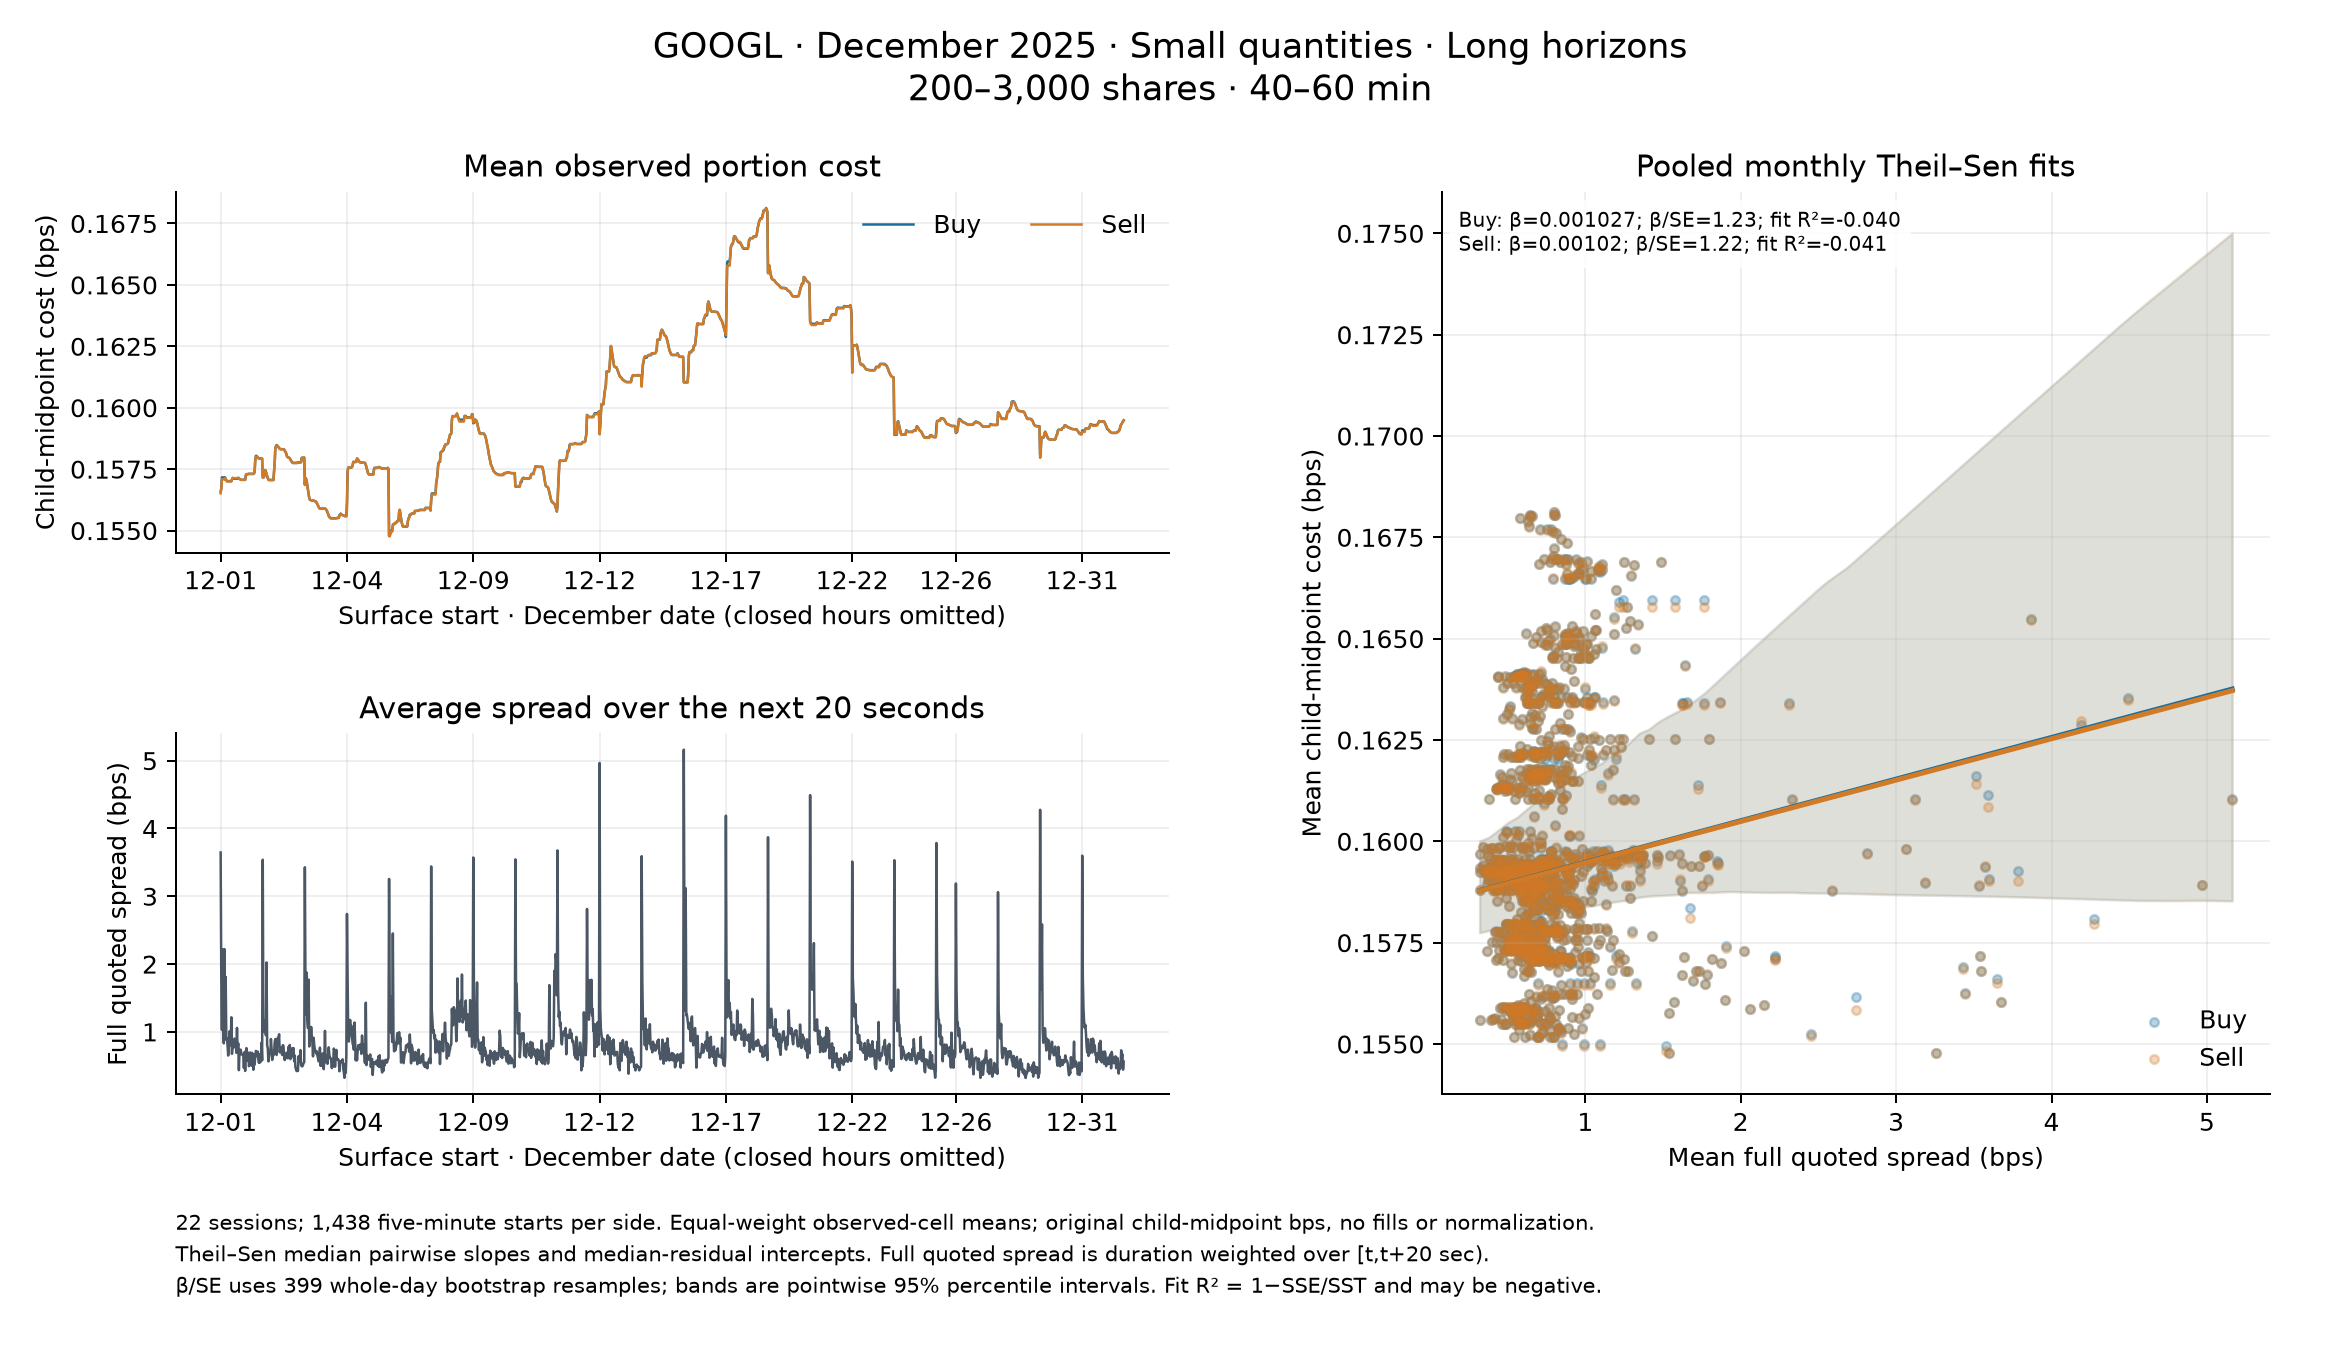 GOOGL · December 2025 · Small quantities · Long horizons
200–3,000 shares · 40–60 min
Mean observed portion cost
Child-midpoint cost (bps)
0.1675
0.1650
0.1625
0.1600
0.1575
0.1550
Buy
Sell
12-01
12-04
12-09
12-12
12-17
12-22
12-26
12-31
Surface start · December date (closed hours omitted)
Average spread over the next 20 seconds
Full quoted spread (bps)
5
4
3
2
1
12-01
12-04
12-09
12-12
12-17
12-22
12-26
12-31
Surface start · December date (closed hours omitted)
Pooled monthly Theil–Sen fits
Buy: β=0.001027; β/SE=1.23; fit R²=-0.040
Sell: β=0.00102; β/SE=1.22; fit R²=-0.041
Mean child-midpoint cost (bps)
0.1750
0.1725
0.1700
0.1675
0.1650
0.1625
0.1600
0.1575
0.1550
Buy
Sell
1
2
3
4
5
Mean full quoted spread (bps)
22 sessions; 1,438 five-minute starts per side. Equal-weight observed-cell means; original child-midpoint bps, no fills or normalization.
Theil–Sen median pairwise slopes and median-residual intercepts. Full quoted spread is duration weighted over [t,t+20 sec).
β/SE uses 399 whole-day bootstrap resamples; bands are pointwise 95% percentile intervals. Fit R² = 1−SSE/SST and may be negative.